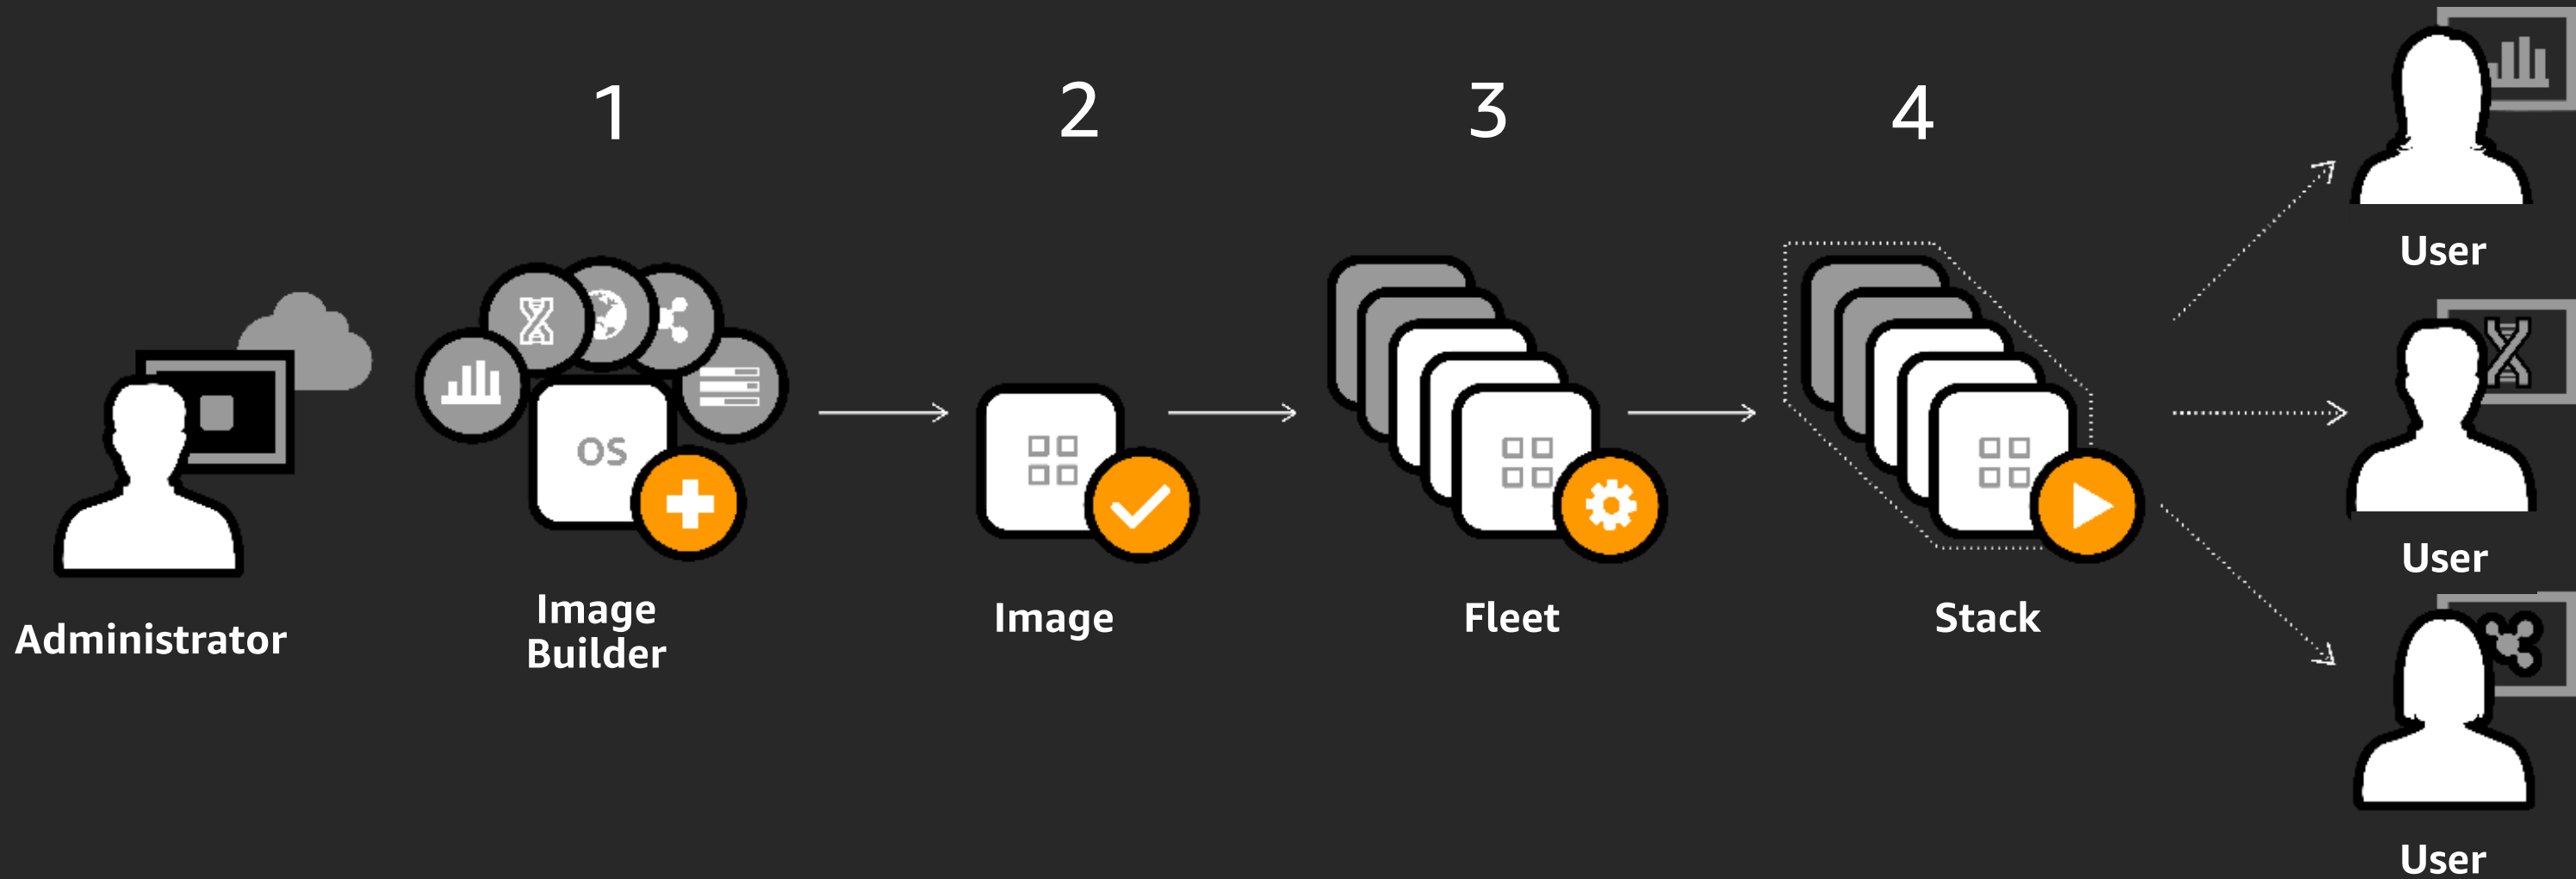 1
2
3
4
OS
Administrator
Image
Builder
Image
Fleet
Stack
User
User
User